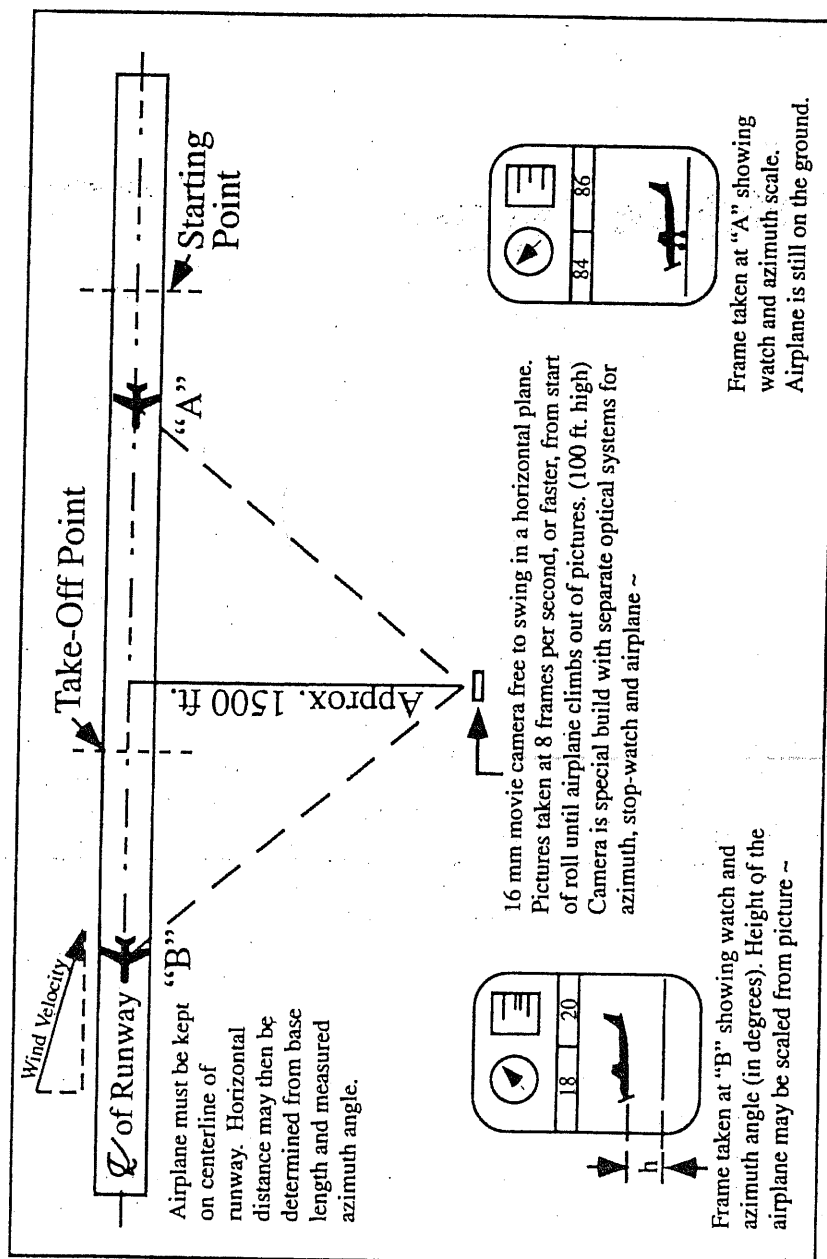 Wind Velocity
Take-Off Point
Starting
Point
℄ of Runway
"B"
"A"
Approx. 1500 ft.
Airplane must be kept
on centerline of
runway. Horizontal
distance may then be
determined from base
length and measured
azimuth angle.
16 mm movie camera free to swing in a horizontal plane.
Pictures taken at 8 frames per second, or faster, from start
of roll until airplane climbs out of pictures. (100 ft. high)
Camera is special build with separate optical systems for
azimuth, stop-watch and airplane ~
18 20
h
84 86
Frame taken at "B" showing watch and
azimuth angle (in degrees). Height of the
airplane may be scaled from picture ~
Frame taken at "A" showing
watch and azimuth scale.
Airplane is still on the ground.